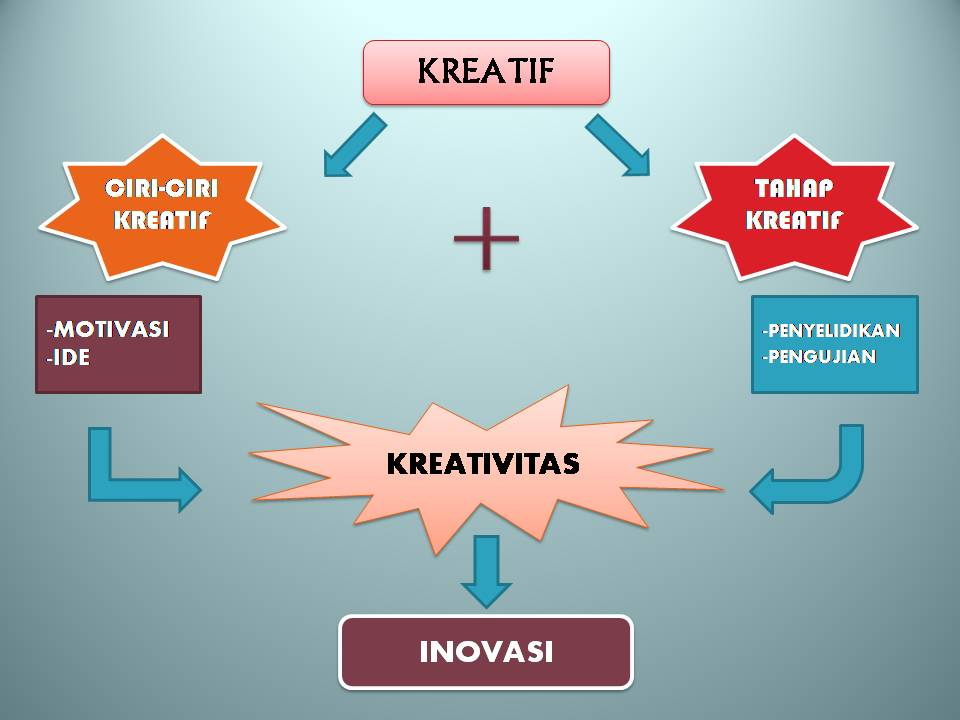 KREATIF
CIRI-CIRI
KREATIF
TAHAP
KREATIF
-MOTIVASI
-IDE
-PENYELIDIKAN
-PENGUJIAN
KREATIVITAS
INOVASI